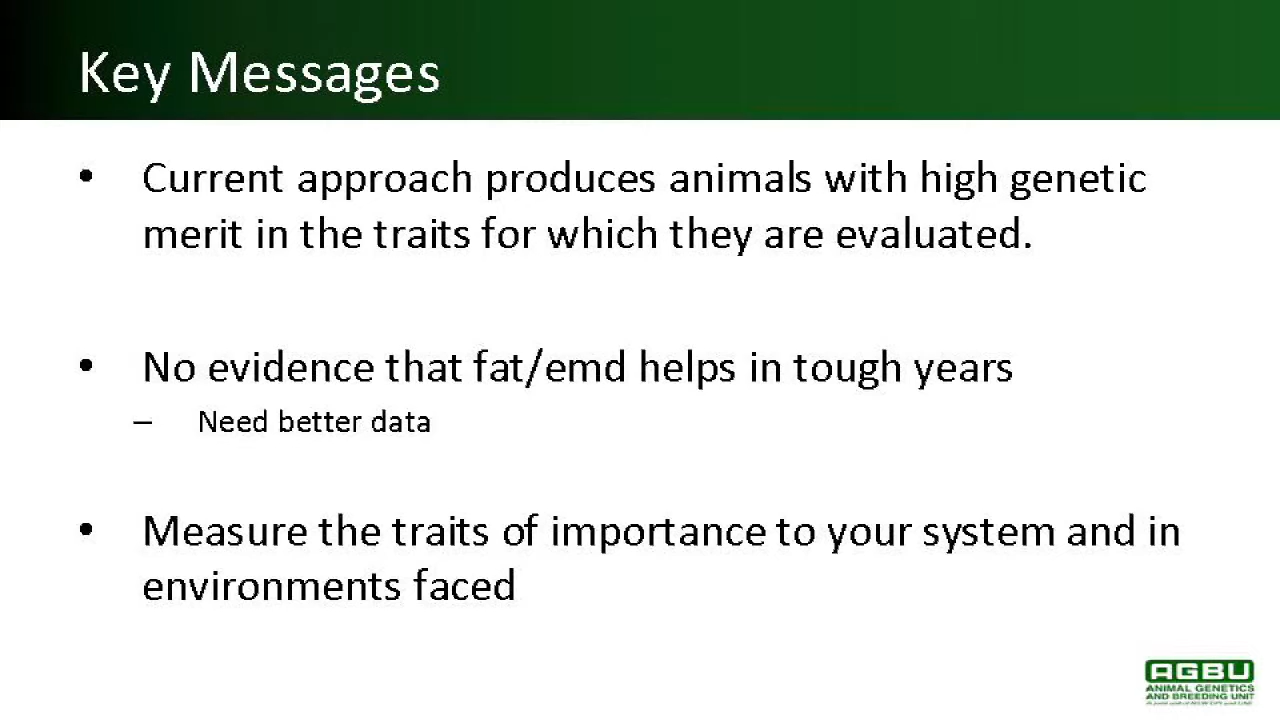 Key Messages
• Current approach produces animals with high genetic
merit in the traits for which they are evaluated.
• No evidence that fat/emd helps in tough years
– Need better data
• Measure the traits of importance to your system and in
environments faced
AGBU
ANIMAL GENETICS
AND BREEDING UNIT